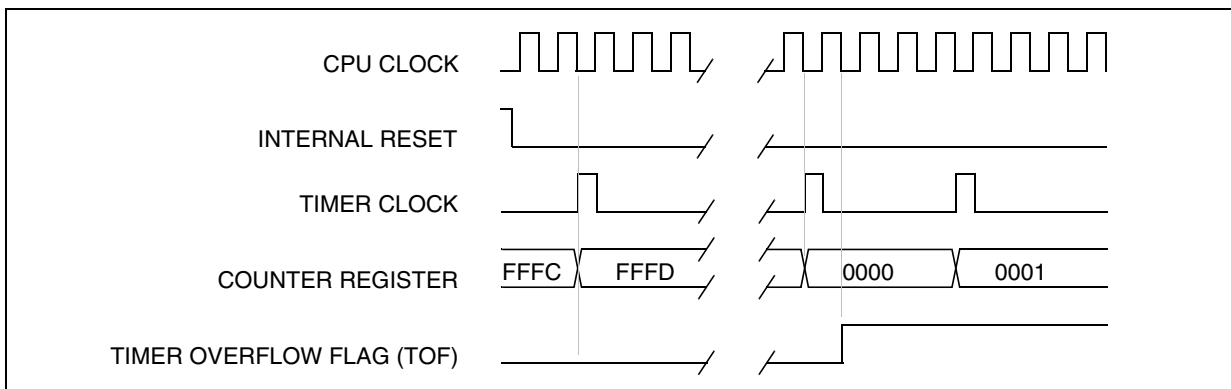 CPU CLOCK
INTERNAL RESET
TIMER CLOCK
COUNTER REGISTER FFFC FFFD 0000 0001
TIMER OVERFLOW FLAG (TOF)